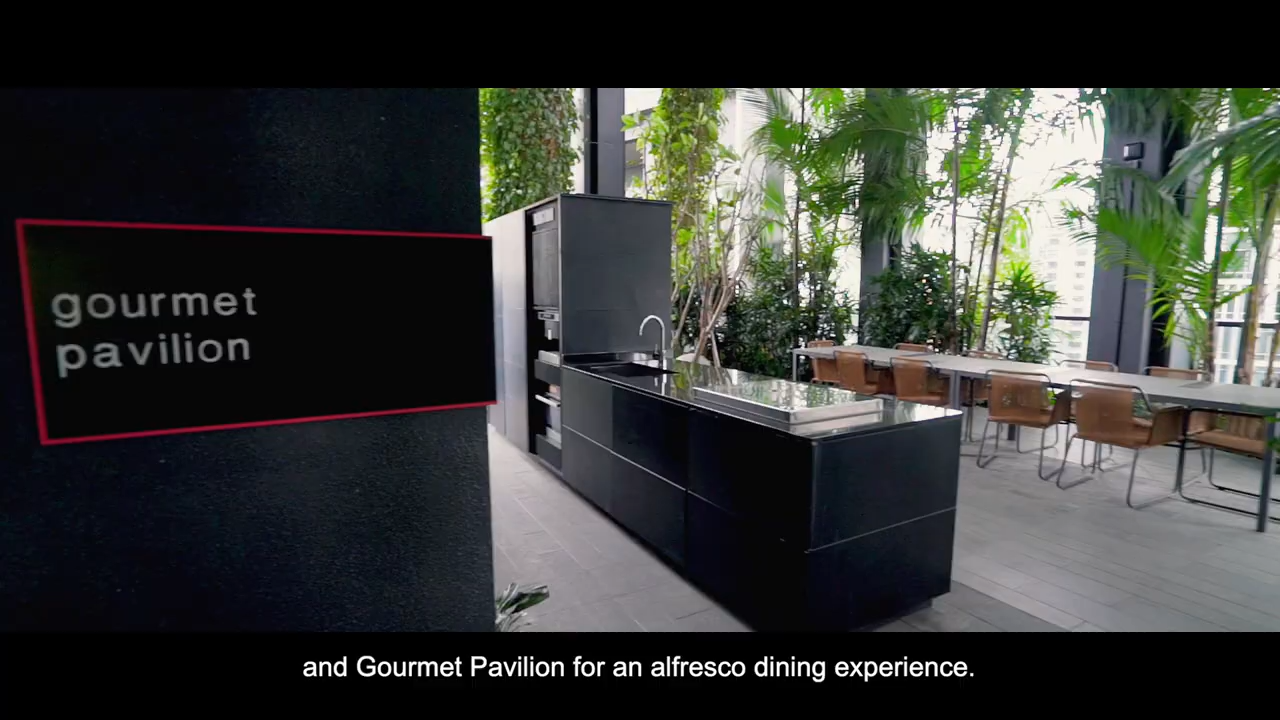 gourmet
pavilion
and Gourmet Pavilion for an alfresco dining experience.